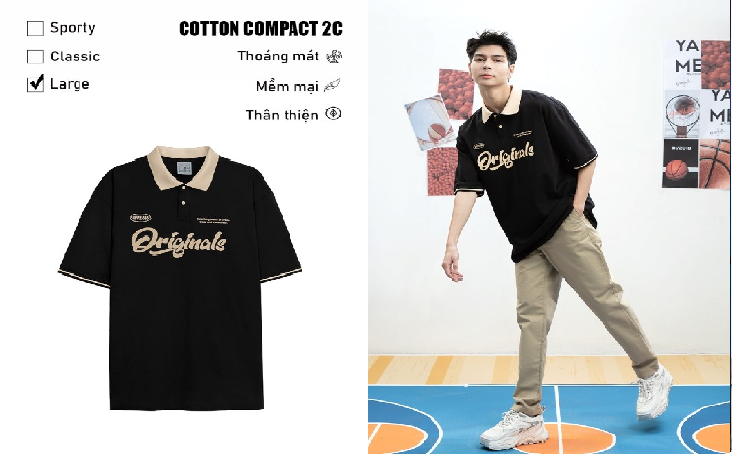 Sporty
Classic
Large
COTTON COMPACT 2C
Thoáng mát
Mềm mại
Thân thiện
Originals
Originals
YA
ME
YA
ME